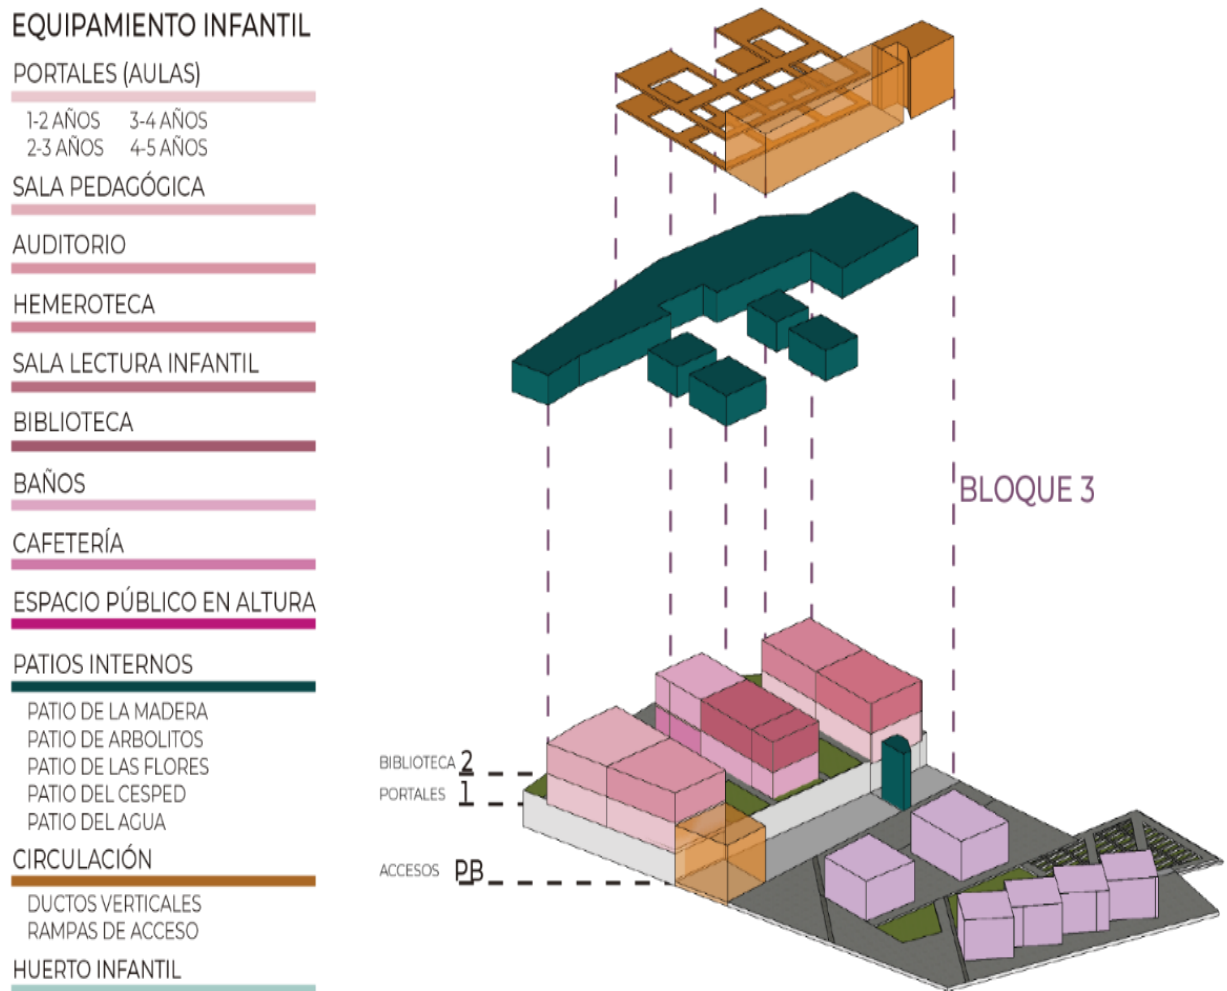 EQUIPAMIENTO INFANTIL
PORTALES (AULAS)
1-2 AÑOS 3-4 AÑOS
2-3 AÑOS 4-5 AÑOS
SALA PEDAGÓGICA
AUDITORIO
HEMEROTECA
SALA LECTURA INFANTIL
BIBLIOTECA
BAÑOS
CAFETERÍA
ESPACIO PÚBLICO EN ALTURA
PATIOS INTERNOS
PATIO DE LA MADERA
PATIO DE ARBOLITOS
PATIO DE LAS FLORES
PATIO DEL CESPED
PATIO DEL AGUA
CIRCULACIÓN
DUCTOS VERTICALES
RAMPAS DE ACCESO
HUERTO INFANTIL
BLOQUE 3
BIBLIOTECA 2
PORTALES 1
ACCESOS PB